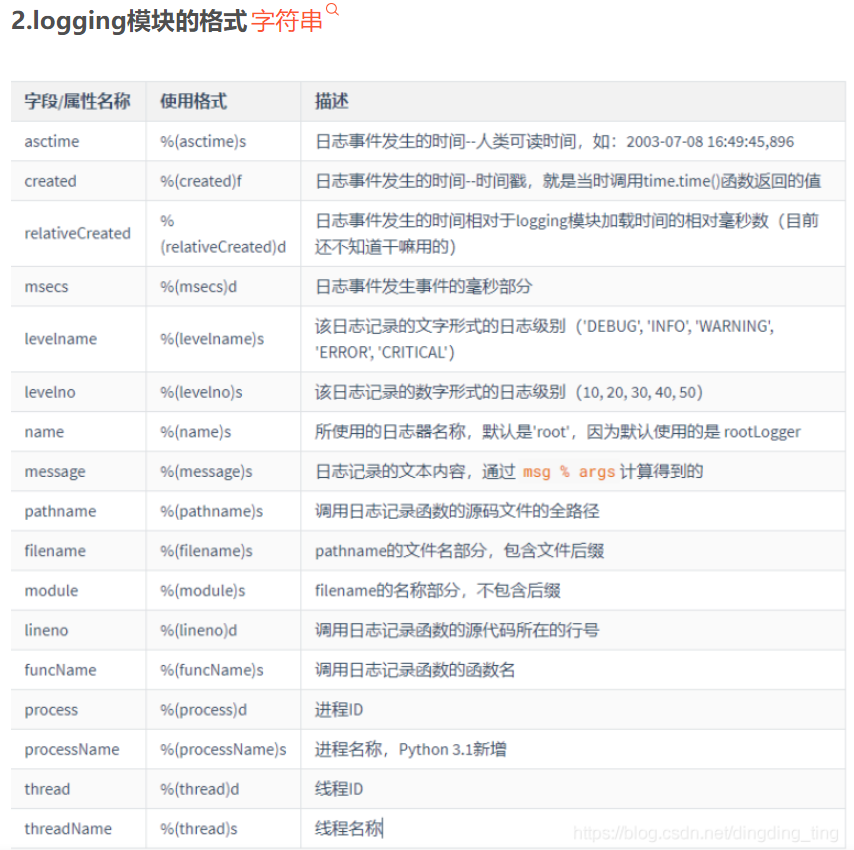 2.logging模块的格式 字符串
字段/属性名称 使用格式 描述
asctime %(asctime)s 日志事件发生的时间--人类可读时间，如：2003-07-08 16:49:45,896
created %(created)f 日志事件发生的时间--时间戳，就是当时调用time.time()函数返回的值
relativeCreated %
(relativeCreated)d 日志事件发生的时间相对于logging模块加载时间的相对毫秒数（目前
还不知道干嘛用的）
msecs %(msecs)d 日志事件发生事件的毫秒部分
levelname %(levelname)s 该日志记录的文字形式的日志级别（'DEBUG', 'INFO', 'WARNING',
'ERROR', 'CRITICAL'）
levelno %(levelno)s 该日志记录的数字形式的日志级别（10, 20, 30, 40, 50）
name %(name)s 所使用的日志器名称，默认是'root'，因为默认使用的是 rootLogger
message %(message)s 日志记录的文本内容，通过 msg % args 计算得到的
pathname %(pathname)s 调用日志记录函数的源码文件的全路径
filename %(filename)s pathname的文件名部分，包含文件后缀
module %(module)s filename的名称部分，不包含后缀
lineno %(lineno)d 调用日志记录函数的源代码所在的行号
funcName %(funcName)s 调用日志记录函数的函数名
process %(process)d 进程ID
processName %(processName)s 进程名称，Python 3.1新增
thread %(thread)d 线程ID
threadName %(thread)s 线程名称
https://blog.csdn.net/dingding_ting